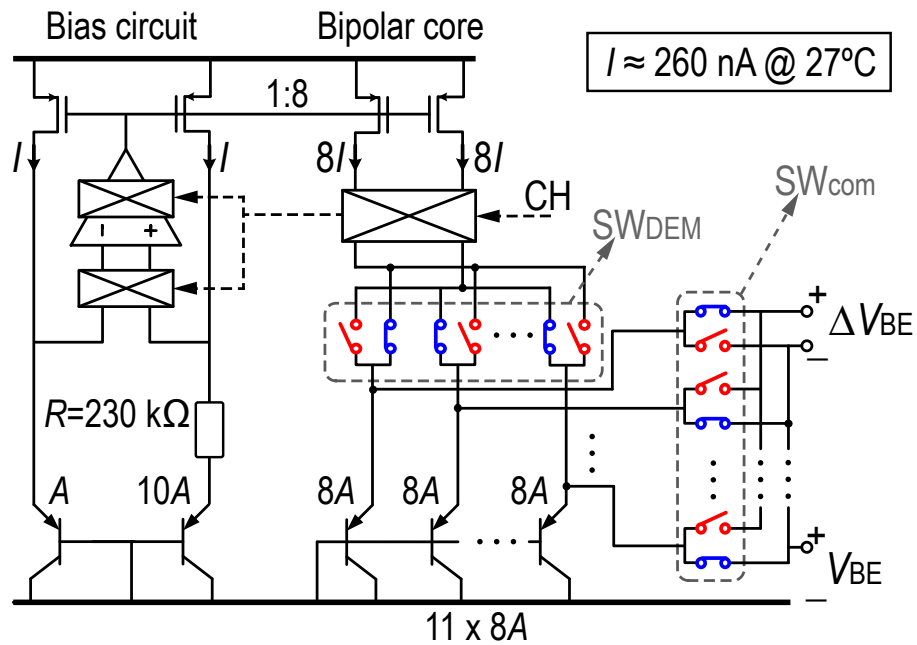 Bias circuit
Bipolar core
I ≈ 260 nA @ 27ºC
1:8
I
I
8I
8I
CH
SWcom
SWDEM
− +
+
ΔVBE
−
R=230 kΩ
A
10A
8A
8A
8A
+
VBE
−
11 x 8A